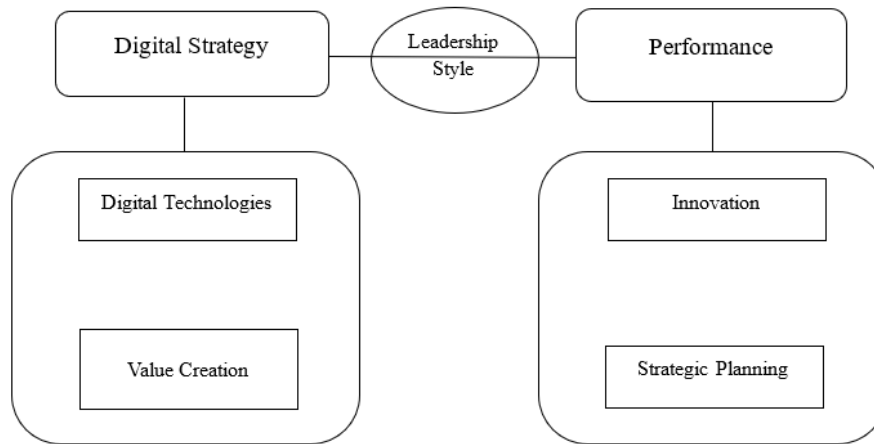 Digital Strategy
Leadership
Style
Performance
Digital Technologies
Value Creation
Innovation
Strategic Planning